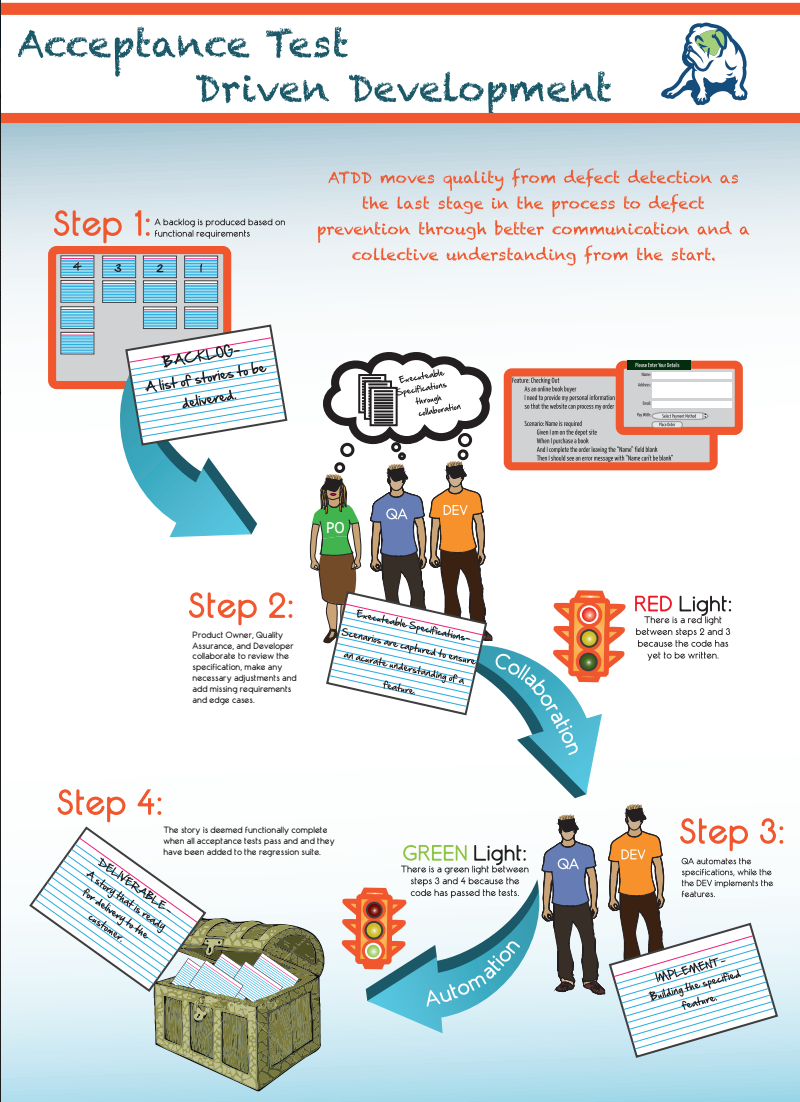 Acceptance Test
Driven Development
ATDD moves quality from defect detection as
the last stage in the process to defect
prevention through better communication and a
collective understanding from the start.
Step 1:
A backlog is produced based on
functional requirements
4 3 2 1
BACKLOG-
A list of stories to be
delivered.
Executeable
Specifications
through
collaboration
Feature: Checking Out
As an online book buyer
I need to provide my personal information
so that the website can process my order
Scenario: Name is required
Given I am on the depot site
When I purchase a book
And I complete the order leaving the "Name" field blank
Then I should see an error message with "Name can't be blank"
Please Enter Your Details
Name:
Address:
Email:
Pay With:
Select Payment Method
Place Order
PO
QA
DEV
Step 2:
Product Owner, Quality
Assurance, and Developer
collaborate to review the
specification, make any
necessary adjustments and
add missing requirements
and edge cases.
Executeable Specifications-
Scenarios are captured to ensure
an acurate understanding of a
feature.
RED Light:
There is a red light
between steps 2 and 3
because the code has
yet to be written.
Collaboration
Step 3:
QA automates the
specifications, while the
the DEV implements the
features.
QA
DEV
IMPLEMENT-
Building the specified
feature.
GREEN Light:
There is a green light between
steps 3 and 4 because the
code has passed the tests.
Automation
Step 4:
The story is deemed functionally complete
when all acceptance tests pass and and they
have been added to the regression suite.
DELIVERABLE-
A story that is ready
for delivery to the
customer.